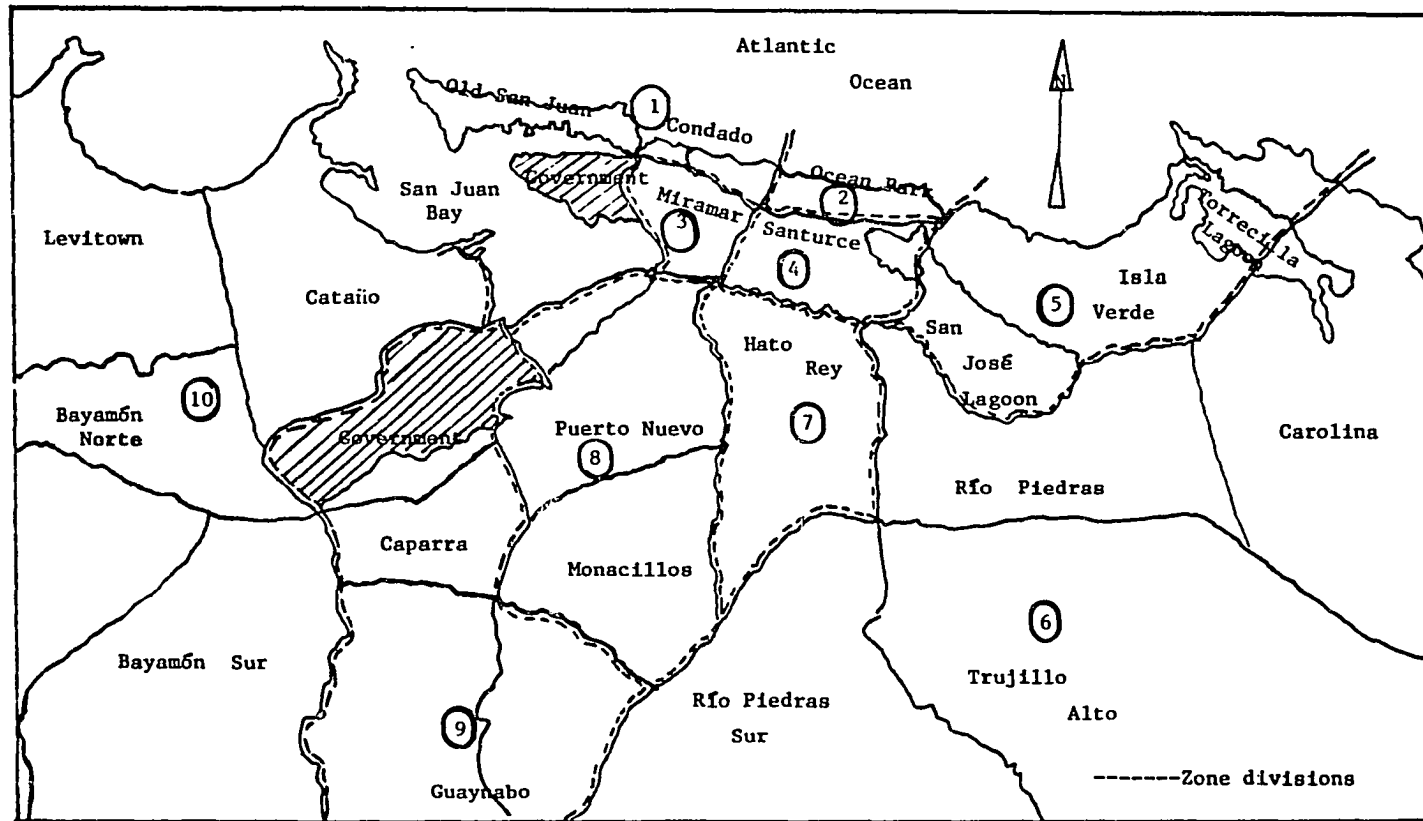 Atlantic
Ocean
N
Old San Juan
1
Condado
Government
San Juan
Bay
Miramar
3
Ocean Park
2
Santurce
4
Torrecilla
Lagoon
Levitown
Cataño
Isla
Verde
5
San
José
Lagoon
Hato
Rey
7
10
Bayamón
Norte
Government
Puerto Nuevo
8
Carolina
Río Piedras
Caparra
Monacillos
6
Trujillo
Alto
Bayamón Sur
Río Piedras
Sur
9
Guaynabo
Zone divisions